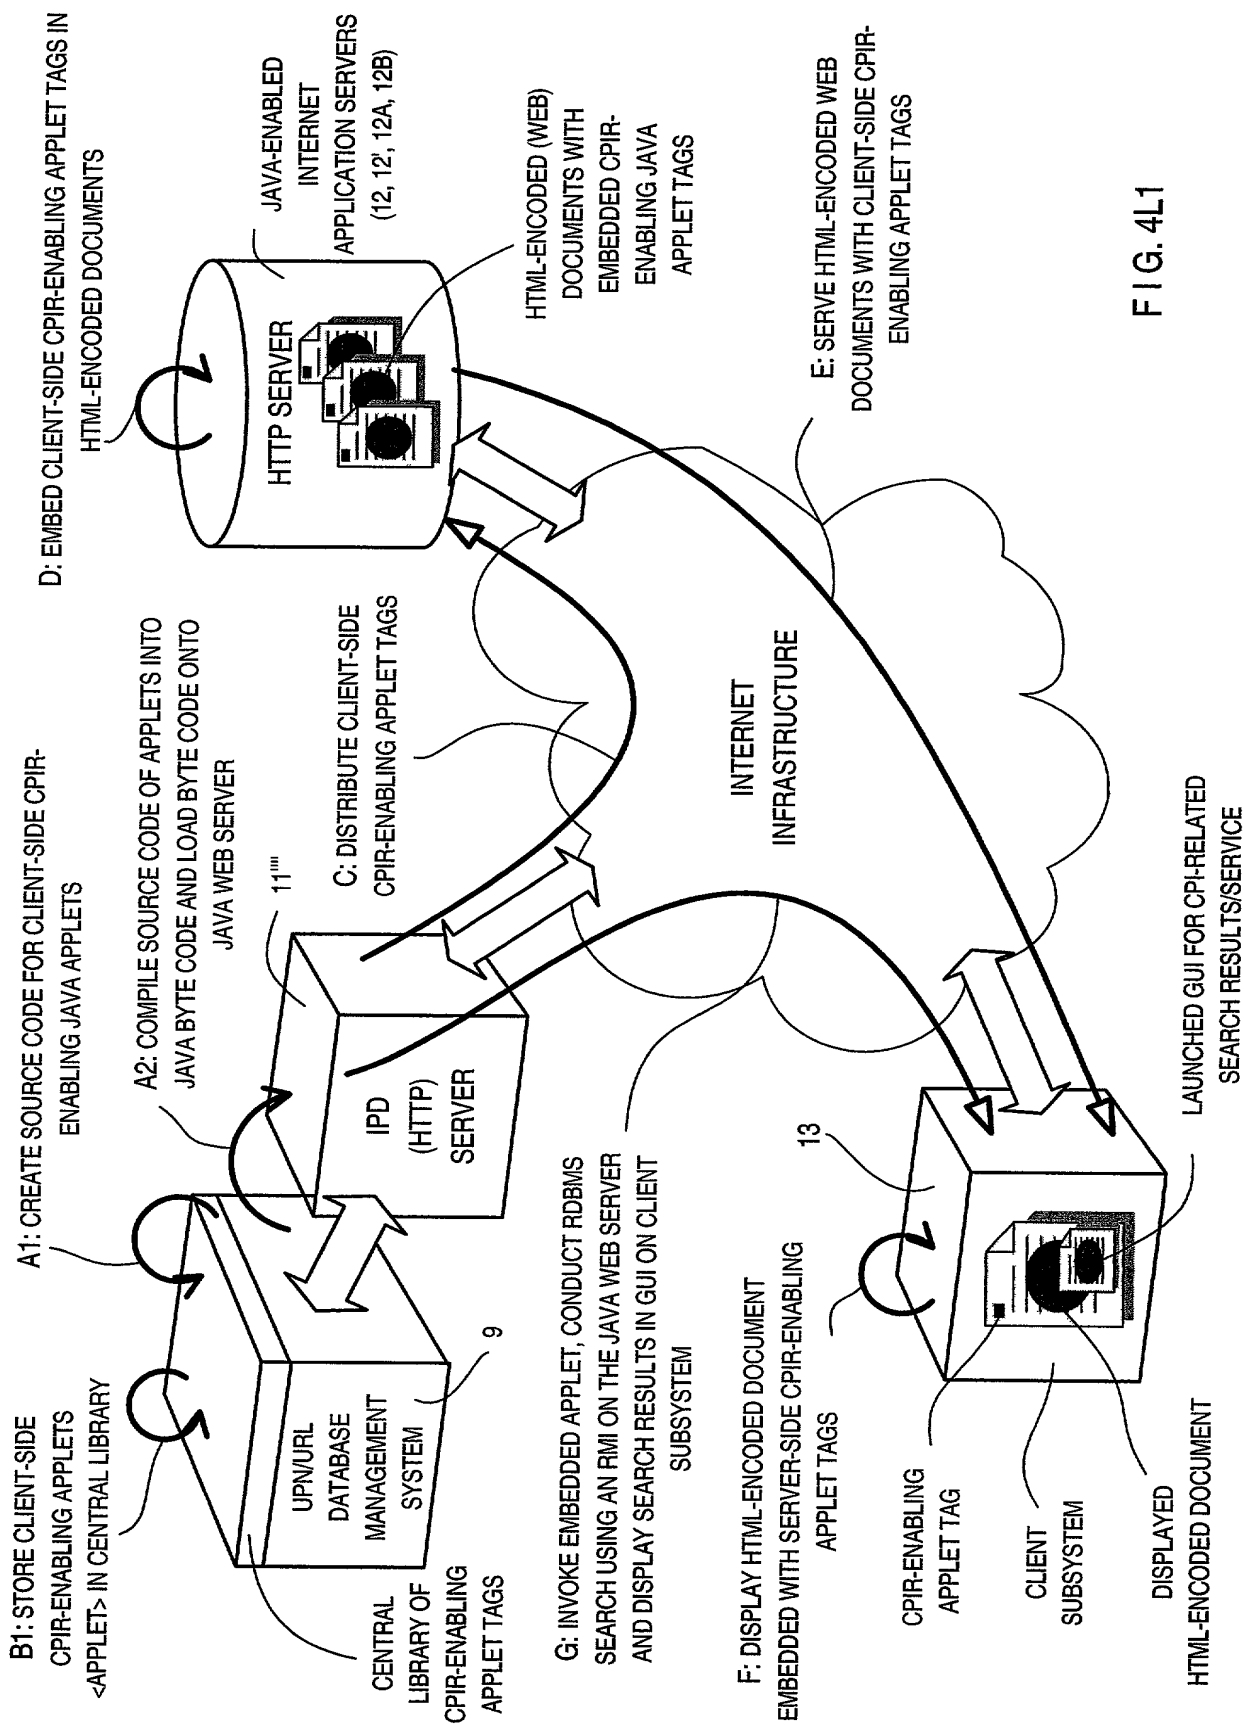 B1: STORE CLIENT-SIDE
CPIR-ENABLING APPLETS
<APPLET> IN CENTRAL LIBRARY
A1: CREATE SOURCE CODE FOR CLIENT-SIDE CPIR-
ENABLING JAVA APPLETS
A2: COMPILE SOURCE CODE OF APPLETS INTO
JAVA BYTE CODE AND LOAD BYTE CODE ONTO
JAVA WEB SERVER
D: EMBED CLIENT-SIDE CPIR-ENABLING APPLET TAGS IN
HTML-ENCODED DOCUMENTS
JAVA-ENABLED
INTERNET
APPLICATION SERVERS
(12, 12', 12A, 12B)
HTTP SERVER
HTML-ENCODED (WEB)
DOCUMENTS WITH
EMBEDDED CPIR-
ENABLING JAVA
APPLET TAGS
11""
C: DISTRIBUTE CLIENT-SIDE
CPIR-ENABLING APPLET TAGS
IPD
(HTTP)
SERVER
UPN/URL
DATABASE
MANAGEMENT
SYSTEM
9
CENTRAL
LIBRARY OF
CPIR-ENABLING
APPLET TAGS
G: INVOKE EMBEDDED APPLET, CONDUCT RDBMS
SEARCH USING AN RMI ON THE JAVA WEB SERVER
AND DISPLAY SEARCH RESULTS IN GUI ON CLIENT
SUBSYSTEM
INTERNET
INFRASTRUCTURE
E: SERVE HTML-ENCODED WEB
DOCUMENTS WITH CLIENT-SIDE CPIR-
ENABLING APPLET TAGS
F: DISPLAY HTML-ENCODED DOCUMENT
EMBEDDED WITH SERVER-SIDE CPIR-ENABLING
APPLET TAGS
13
CPIR-ENABLING
APPLET TAG
CLIENT
SUBSYSTEM
DISPLAYED
HTML-ENCODED DOCUMENT
LAUNCHED GUI FOR CPI-RELATED
SEARCH RESULTS/SERVICE
FIG. 4L1